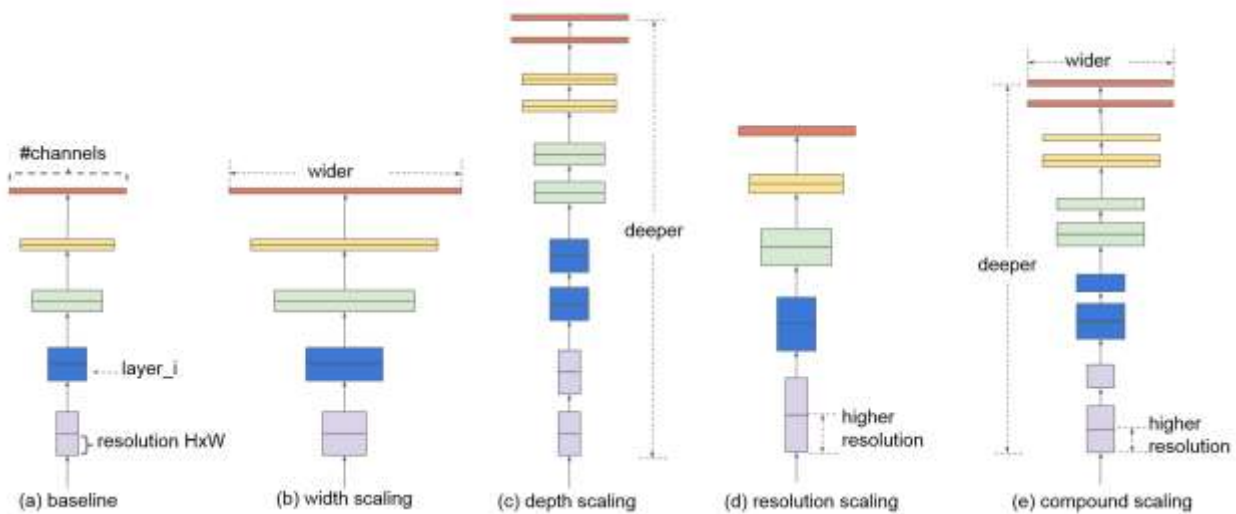 #channels
layer_i
resolution HxW
(a) baseline
wider
(b) width scaling
deeper
(c) depth scaling
higher
resolution
(d) resolution scaling
wider
deeper
higher
resolution
(e) compound scaling